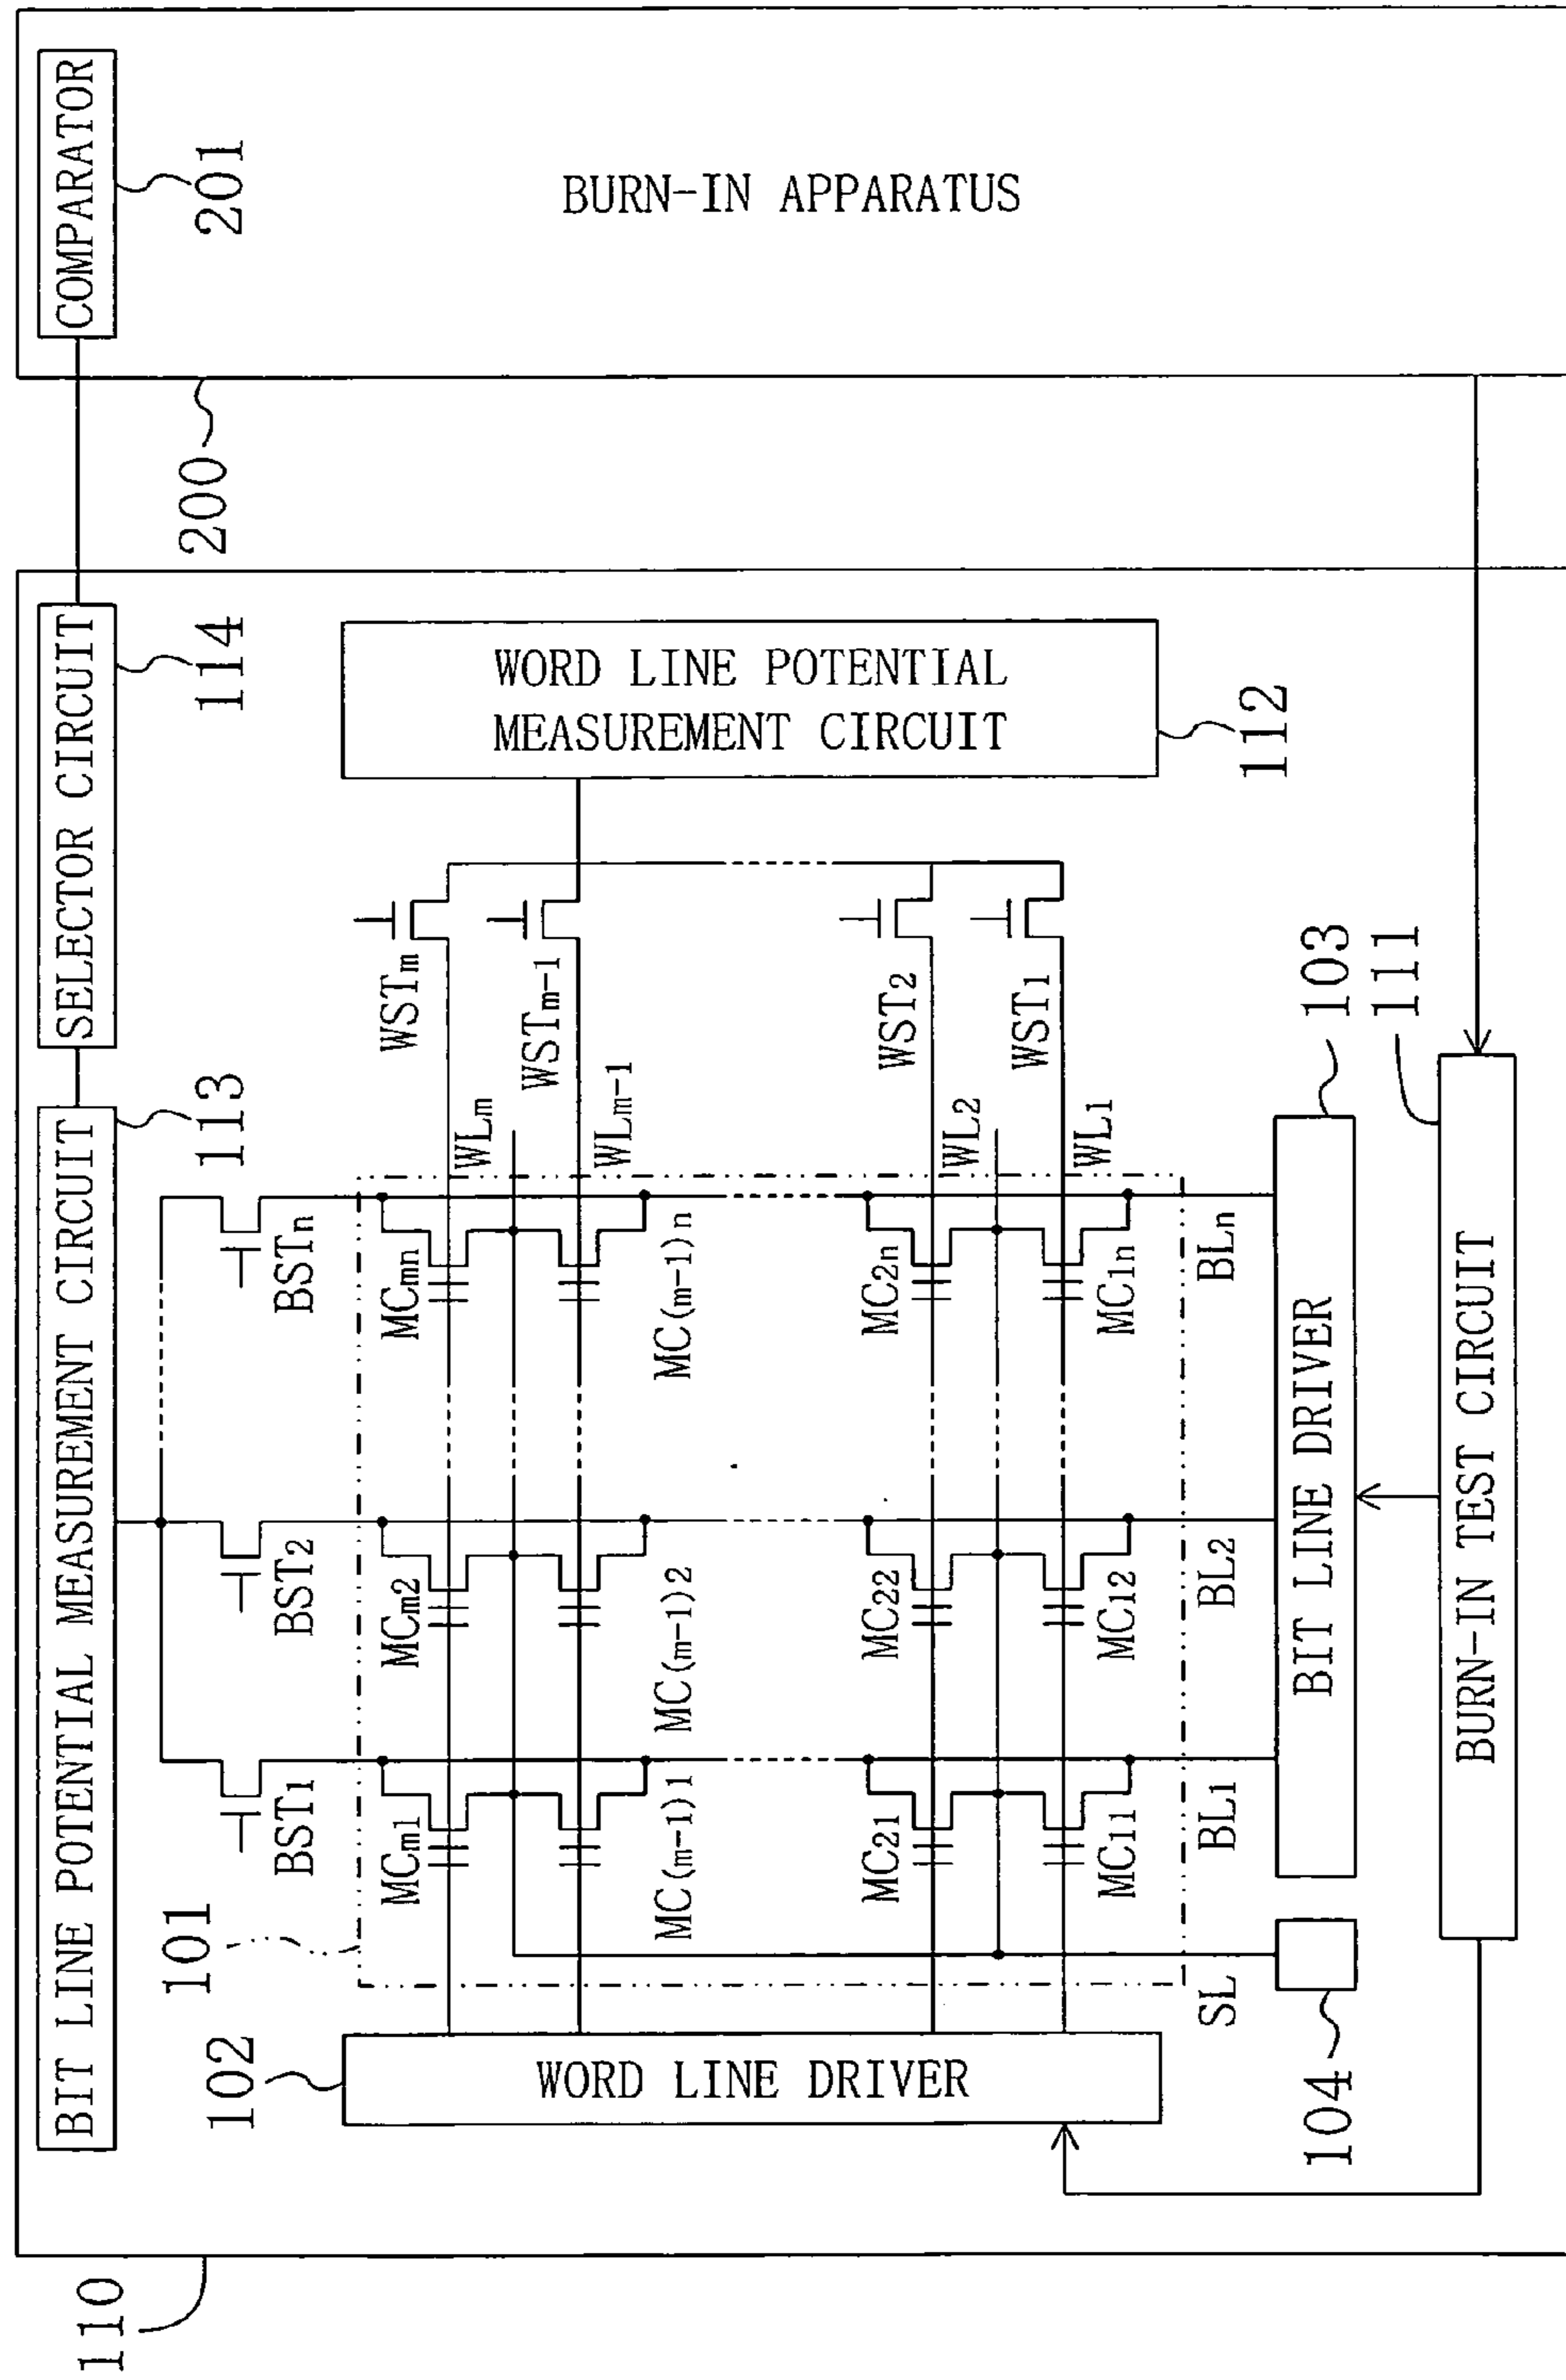 110
BIT LINE POTENTIAL MEASUREMENT CIRCUIT
113
SELECTOR CIRCUIT
114
200
COMPARATOR
201
BURN-IN APPARATUS
101
BST1
BST2
BSTn
102
WORD LINE DRIVER
MCm1
MCm2
MCmn
WLm
WSTm
WORD LINE POTENTIAL
MEASUREMENT CIRCUIT
112
WSTm-1
WLm-1
MC(m-1)1
MC(m-1)2
MC(m-1)n
MC21
MC22
MC2n
WL2
WST2
MC11
MC12
MC1n
WL1
WST1
SL
BL1
BL2
BLn
104
BIT LINE DRIVER
103
BURN-IN TEST CIRCUIT
111